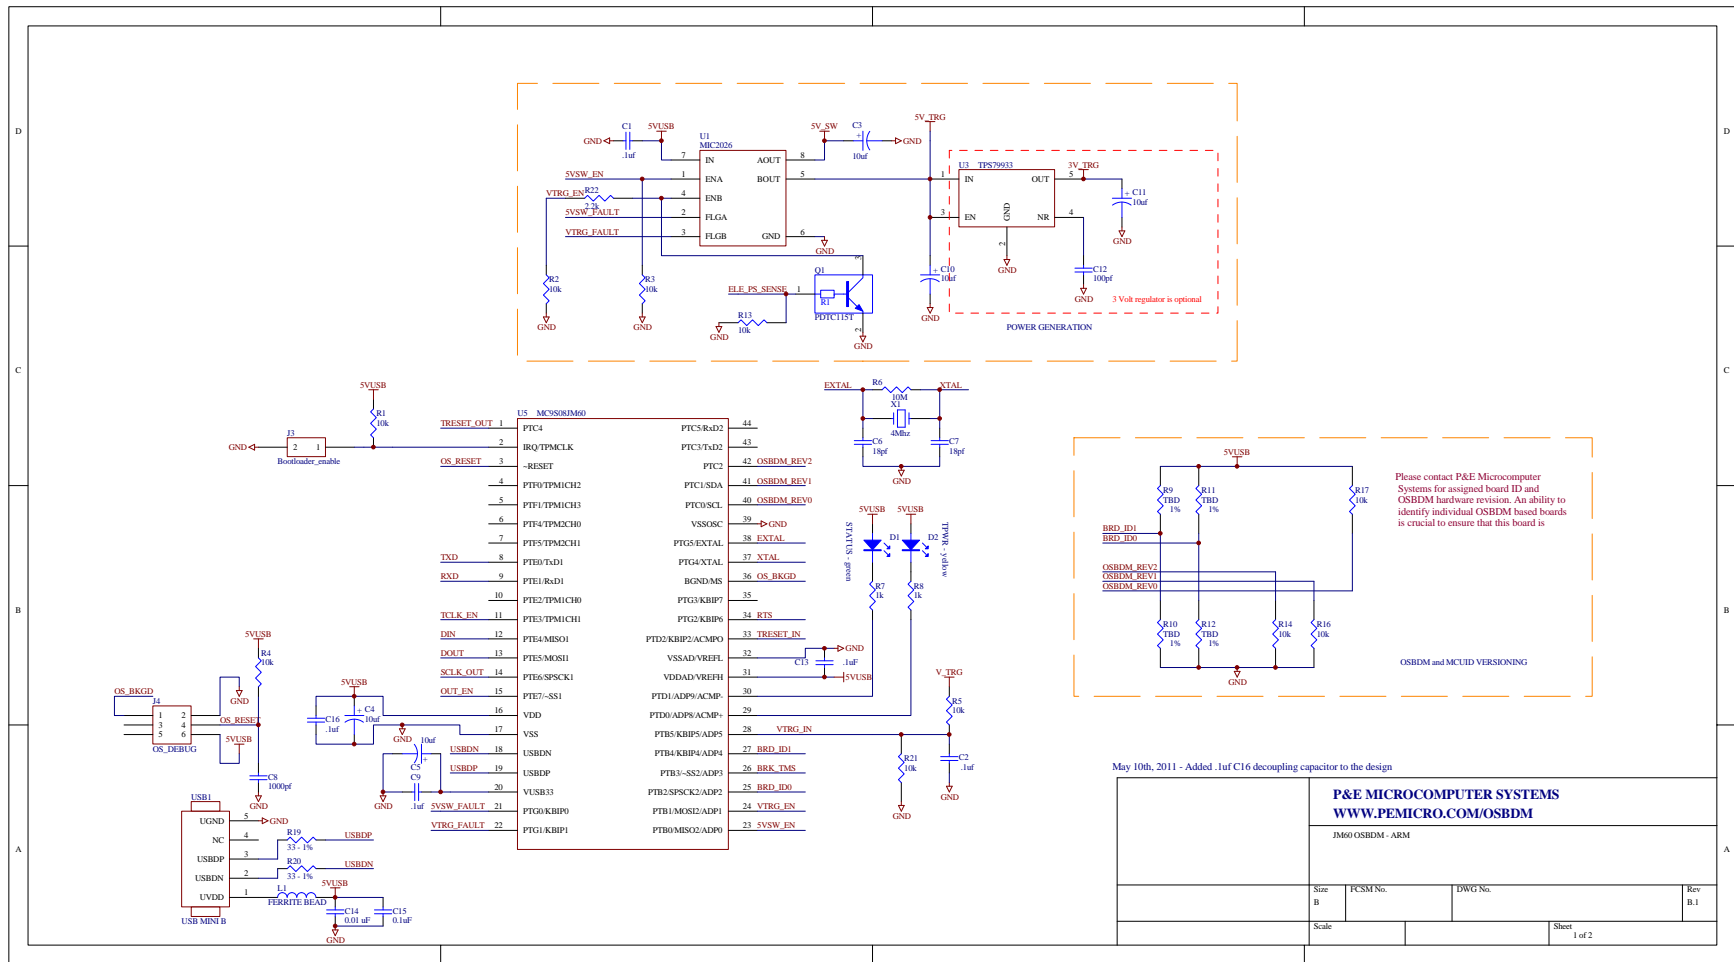 D
D
C
C
B
B
A
A
C1
.1uf
GND
5VUSB
U1
MIC2026
7 IN
1 ENA
4 ENB
2 FLGA
3 FLGB
AOUT 8
BOUT 5
GND 6
5VSW_EN
VTRG_EN
R22
2.2k
5VSW_FAULT
VTRG_FAULT
5V_SW
C3
+
10uf
GND
GND
R2
10k
GND
R3
10k
GND
ELE_PS_SENSE 1
Q1
R1
PDTC115T
3
2
GND
R13
10k
GND
5V_TRG
U3 TPS79933
1 IN
3 EN
OUT 5
NR 4
GND
2
GND
3V_TRG
+ C11
10uf
GND
+ C10
10uf
GND
C12
100pf
GND
3 Volt regulator is optional
POWER GENERATION
5VUSB
R1
10k
J3
GND
2 1
Bootloader_enable
U5 MC9S08JM60
TRESET_OUT 1 PTC4
2 IRQ/TPMCLK
OS_RESET 3 ~RESET
4 PTF0/TPM1CH2
5 PTF1/TPM1CH3
6 PTF4/TPM2CH0
7 PTF5/TPM2CH1
TXD 8 PTE0/TxD1
RXD 9 PTE1/RxD1
10 PTE2/TPM1CH0
TCLK_EN 11 PTE3/TPM1CH1
DIN 12 PTE4/MISO1
DOUT 13 PTE5/MOSI1
SCLK_OUT 14 PTE6/SPSCK1
OUT_EN 15 PTE7/~SS1
16 VDD
17 VSS
USBDN 18 USBDN
USBDP 19 USBDP
20 VUSB33
5VSW_FAULT 21 PTG0/KBIP0
VTRG_FAULT 22 PTG1/KBIP1
PTC5/RxD2 44
PTC3/TxD2 43
PTC2 42 OSBDM_REV2
PTC1/SDA 41 OSBDM_REV1
PTC0/SCL 40 OSBDM_REV0
VSSOSC 39 GND
PTG5/EXTAL 38 EXTAL
PTG4/XTAL 37 XTAL
BGND/MS 36 OS_BKGD
PTG3/KBIP7 35
PTG2/KBIP6 34 RTS
PTD2/KBIP2/ACMPO 33 TRESET_IN
VSSAD/VREFL 32
VDDAD/VREFH 31
PTD1/ADP9/ACMP- 30
PTD0/ADP8/ACMP+ 29
PTB5/KBIP5/ADP5 28 VTRG_IN
PTB4/KBIP4/ADP4 27 BRD_ID1
PTB3/~SS2/ADP3 26 BRK_TMS
PTB2/SPSCK2/ADP2 25 BRD_ID0
PTB1/MOSI2/ADP1 24 VTRG_EN
PTB0/MISO2/ADP0 23 5VSW_EN
EXTAL
R6
10M
XTAL
X1
4Mhz
C6
18pf
C7
18pf
GND
5VUSB
5VUSB
STATUS - green
D1
D2
TPWR - yellow
R7
1k
R8
1k
GND
C13
.1uF
5VUSB
V_TRG
R5
10k
R21
10k
GND
C2
.1uf
GND
5VUSB
R4
10k
OS_BKGD
J4
1 2
3 4
5 6
OS_DEBUG
GND
OS_RESET
5VUSB
C8
1000pf
GND
5VUSB
C16
.1uf
+ C4
10uf
GND
10uf
C5
+
C9
.1uf
GND
USB1
UGND 5 GND
NC 4
USBDP 3
USBDN 2
UVDD 1
USB MINI B
R19
33 - 1%
USBDP
R20
33 - 1%
USBDN
L1
FERRITE BEAD
5VUSB
C14
0.01 uF
C15
0.1uF
GND
5VUSB
R9
TBD
1%
R11
TBD
1%
R17
10k
BRD_ID1
BRD_ID0
OSBDM_REV2
OSBDM_REV1
OSBDM_REV0
R10
TBD
1%
R12
TBD
1%
R14
10k
R16
10k
GND
Please contact P&E Microcomputer
Systems for assigned board ID and
OSBDM hardware revision. An ability to
identify individual OSBDM based boards
is crucial to ensure that this board is
OSBDM and MCUID VERSIONING
May 10th, 2011 - Added .1uf C16 decoupling capacitor to the design
P&E MICROCOMPUTER SYSTEMS
WWW.PEMICRO.COM/OSBDM
JM60 OSBDM - ARM
Size
B
FCSM No.
DWG No.
Rev
B.1
Scale
Sheet
1 of 2